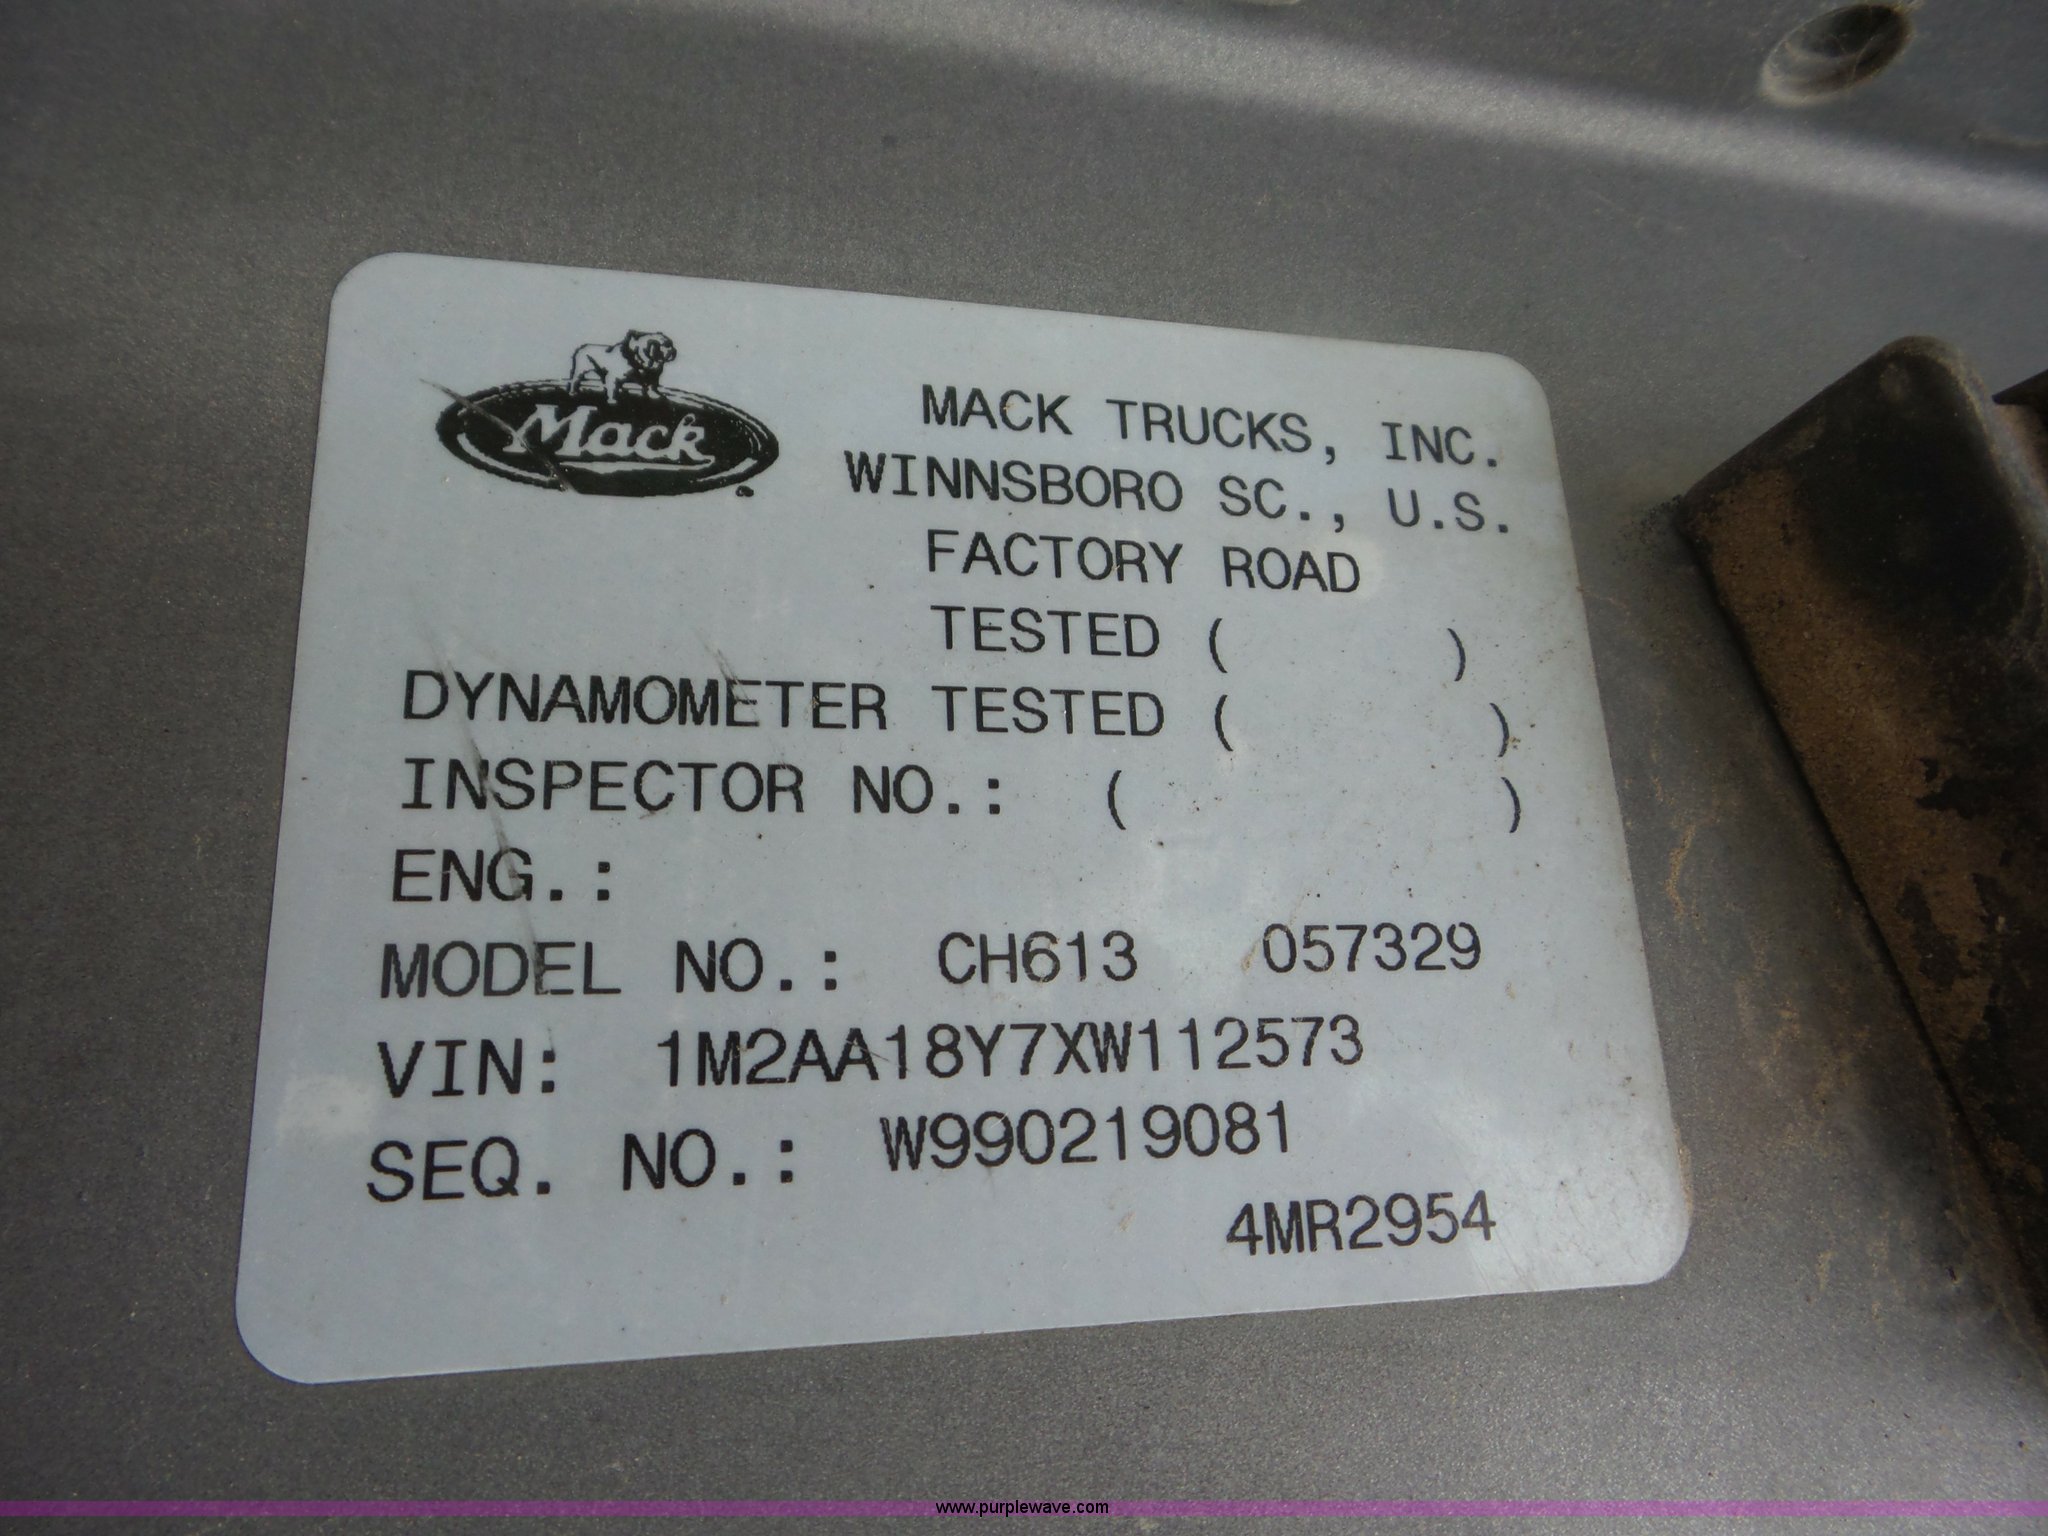 Mack
MACK TRUCKS, INC.
WINNSBORO SC., U.S.
FACTORY ROAD
TESTED ( )
DYNAMOMETER TESTED ( )
INSPECTOR NO.: ( )
ENG.:
MODEL NO.: CH613 057329
VIN: 1M2AA18Y7XW112573
SEQ. NO.: W990219081
4MR2954
www.purplewave.com